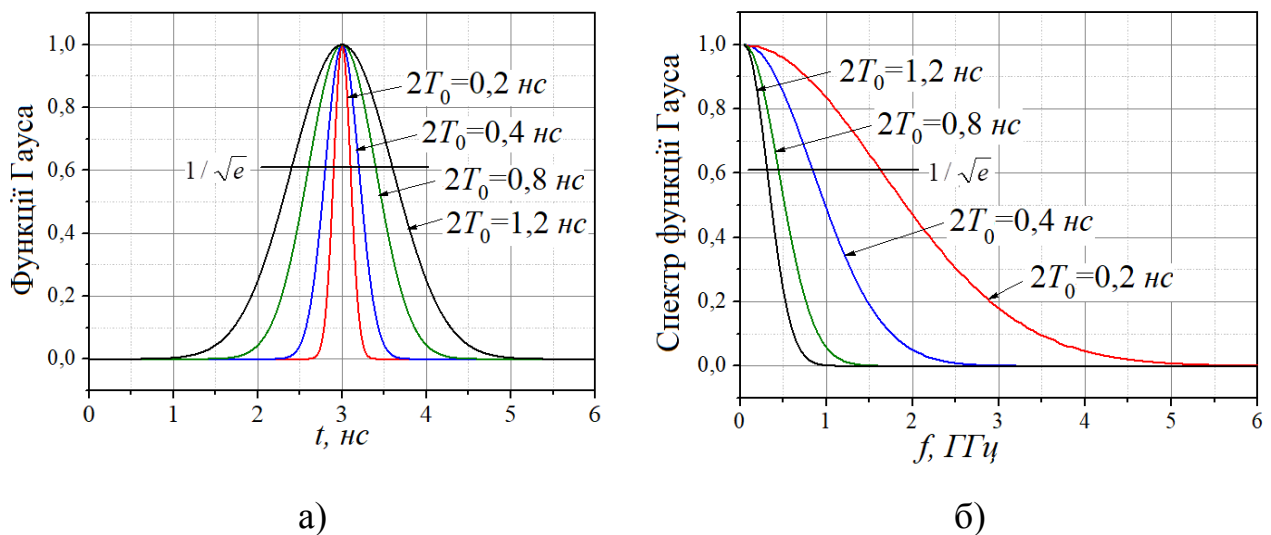 Функції Гауса
1,0
0,8
0,6
0,4
0,2
0,0
2T₀=0,2 нс
2T₀=0,4 нс
1/√e
2T₀=0,8 нс
2T₀=1,2 нс
0 1 2 3 4 5 6
t, нс
а)
Спектр функції Гауса
1,0
0,8
0,6
0,4
0,2
0,0
2T₀=1,2 нс
2T₀=0,8 нс
1/√e
2T₀=0,4 нс
2T₀=0,2 нс
0 1 2 3 4 5 6
f, ГГц
б)